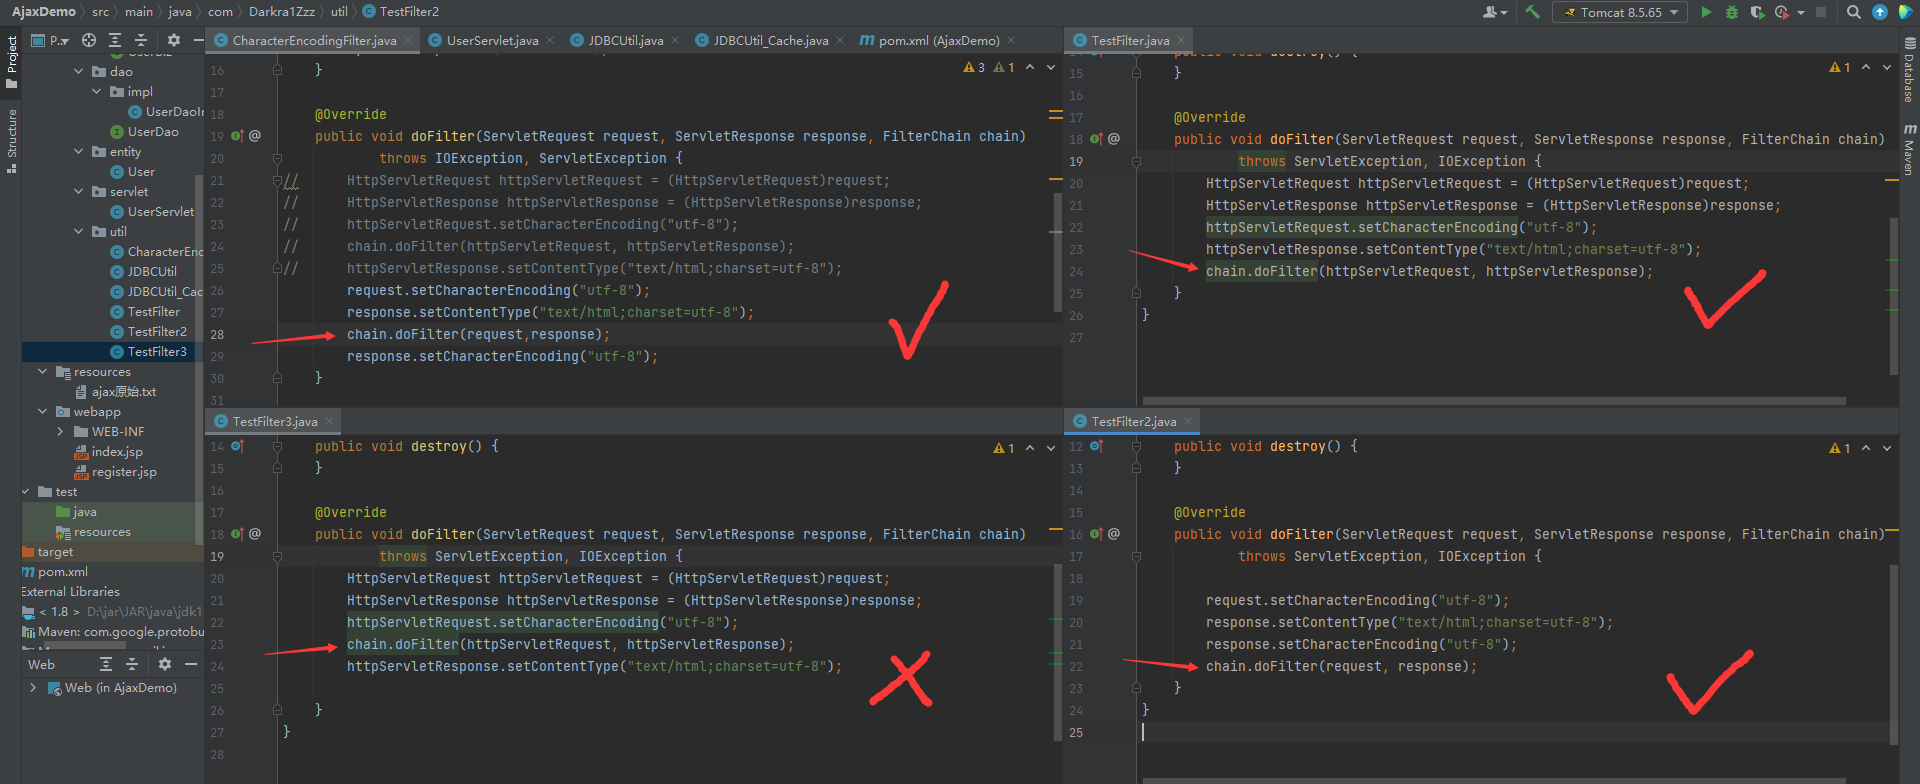 AjaxDemo › src › main › java › com › Darkra1Zzz › util › TestFilter2
Tomcat 8.5.65
Project
Structure
P..
dao
impl
UserDaoIr
UserDao
entity
User
servlet
UserServlet
util
CharacterEnc
JDBCUtil
JDBCUtil_Cac
TestFilter
TestFilter2
TestFilter3
resources
ajax原始.txt
webapp
WEB-INF
index.jsp
register.jsp
test
java
resources
target
pom.xml
External Libraries
< 1.8 > D:\jar\JAR\java\jdk1
Maven: com.google.protobu
Web
Web (in AjaxDemo)
CharacterEncodingFilter.java
UserServlet.java
JDBCUtil.java
JDBCUtil_Cache.java
pom.xml (AjaxDemo)
3 1
16 }
17
18 @Override
19 public void doFilter(ServletRequest request, ServletResponse response, FilterChain chain)
20 throws IOException, ServletException {
21 // HttpServletRequest httpServletRequest = (HttpServletRequest)request;
22 // HttpServletResponse httpServletResponse = (HttpServletResponse)response;
23 // httpServletRequest.setCharacterEncoding("utf-8");
24 // chain.doFilter(httpServletRequest, httpServletResponse);
25 // httpServletResponse.setContentType("text/html;charset=utf-8");
26 request.setCharacterEncoding("utf-8");
27 response.setContentType("text/html;charset=utf-8");
28 chain.doFilter(request,response);
29 response.setCharacterEncoding("utf-8");
30 }
31
TestFilter.java
1
15 }
16
17 @Override
18 public void doFilter(ServletRequest request, ServletResponse response, FilterChain chain)
19 throws ServletException, IOException {
20 HttpServletRequest httpServletRequest = (HttpServletRequest)request;
21 HttpServletResponse httpServletResponse = (HttpServletResponse)response;
22 httpServletRequest.setCharacterEncoding("utf-8");
23 httpServletResponse.setContentType("text/html;charset=utf-8");
24 chain.doFilter(httpServletRequest, httpServletResponse);
25 }
26 }
27
TestFilter3.java
1
14 public void destroy() {
15 }
16
17 @Override
18 public void doFilter(ServletRequest request, ServletResponse response, FilterChain chain)
19 throws ServletException, IOException {
20 HttpServletRequest httpServletRequest = (HttpServletRequest)request;
21 HttpServletResponse httpServletResponse = (HttpServletResponse)response;
22 httpServletRequest.setCharacterEncoding("utf-8");
23 chain.doFilter(httpServletRequest, httpServletResponse);
24 httpServletResponse.setContentType("text/html;charset=utf-8");
25
26 }
27 }
28
TestFilter2.java
1
12 public void destroy() {
13 }
14
15 @Override
16 public void doFilter(ServletRequest request, ServletResponse response, FilterChain chain)
17 throws ServletException, IOException {
18
19 request.setCharacterEncoding("utf-8");
20 response.setContentType("text/html;charset=utf-8");
21 response.setCharacterEncoding("utf-8");
22 chain.doFilter(request, response);
23 }
24 }
25
Database
Maven